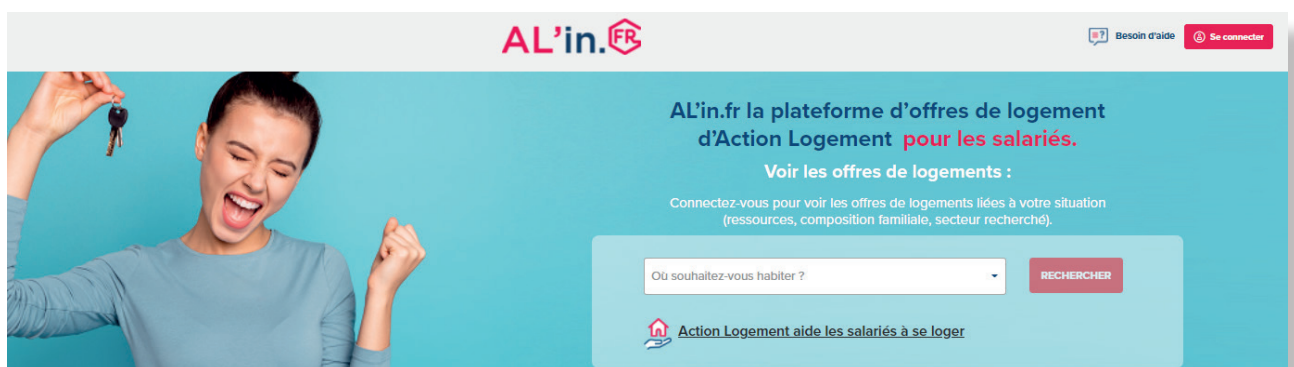 AL'in.FR
Besoin d'aide
Se connecter
AL'in.fr la plateforme d'offres de logement
d'Action Logement pour les salariés.
Voir les offres de logements :
Connectez-vous pour voir les offres de logements liées à votre situation
(ressources, composition familiale, secteur recherché).
Où souhaitez-vous habiter ?
RECHERCHER
Action Logement aide les salariés à se loger